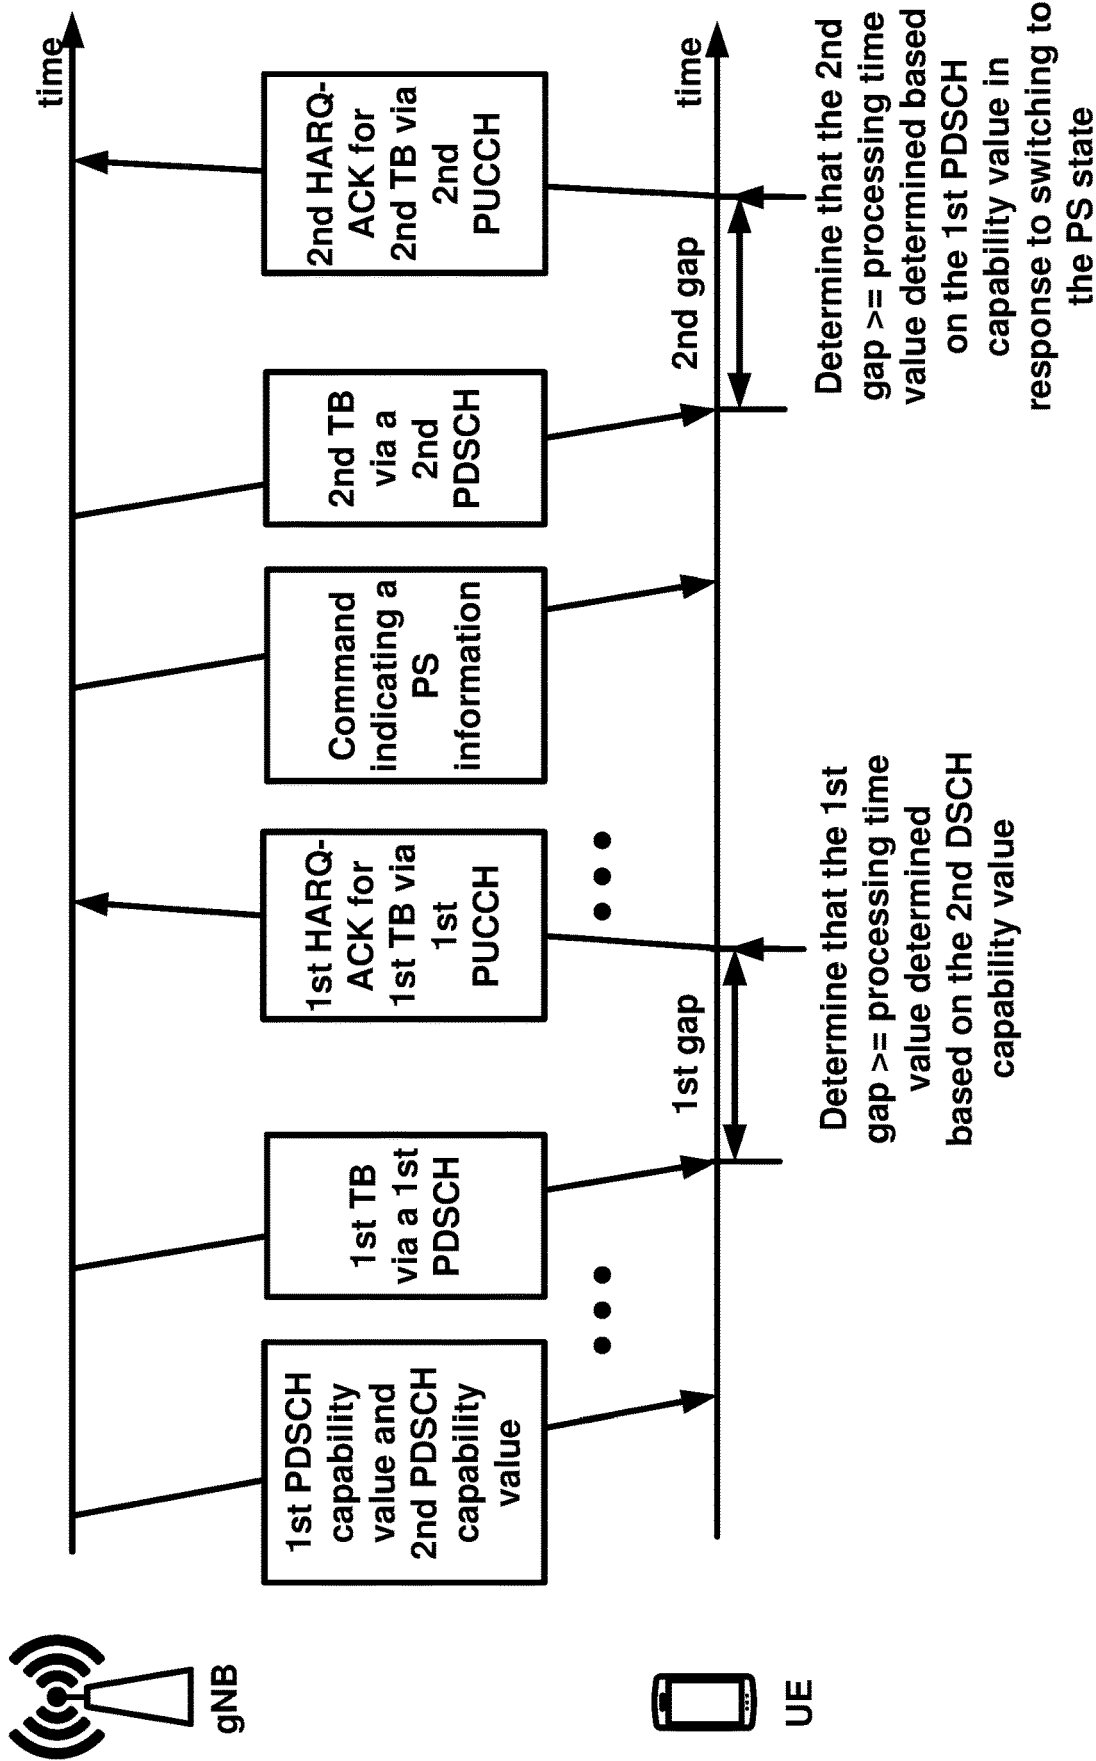 gNB
time
1st PDSCH
capability
value and
2nd PDSCH
capability
value
1st TB
via a 1st
PDSCH
1st HARQ-
ACK for
1st TB via
1st
PUCCH
Command
indicating a
PS
information
2nd TB
via a
2nd
PDSCH
2nd HARQ-
ACK for
2nd TB via
2nd
PUCCH
UE
1st gap
2nd gap
time
Determine that the 1st
gap >= processing time
value determined
based on the 2nd DSCH
capability value
Determine that the 2nd
gap >= processing time
value determined based
on the 1st PDSCH
capability value in
response to switching to
the PS state